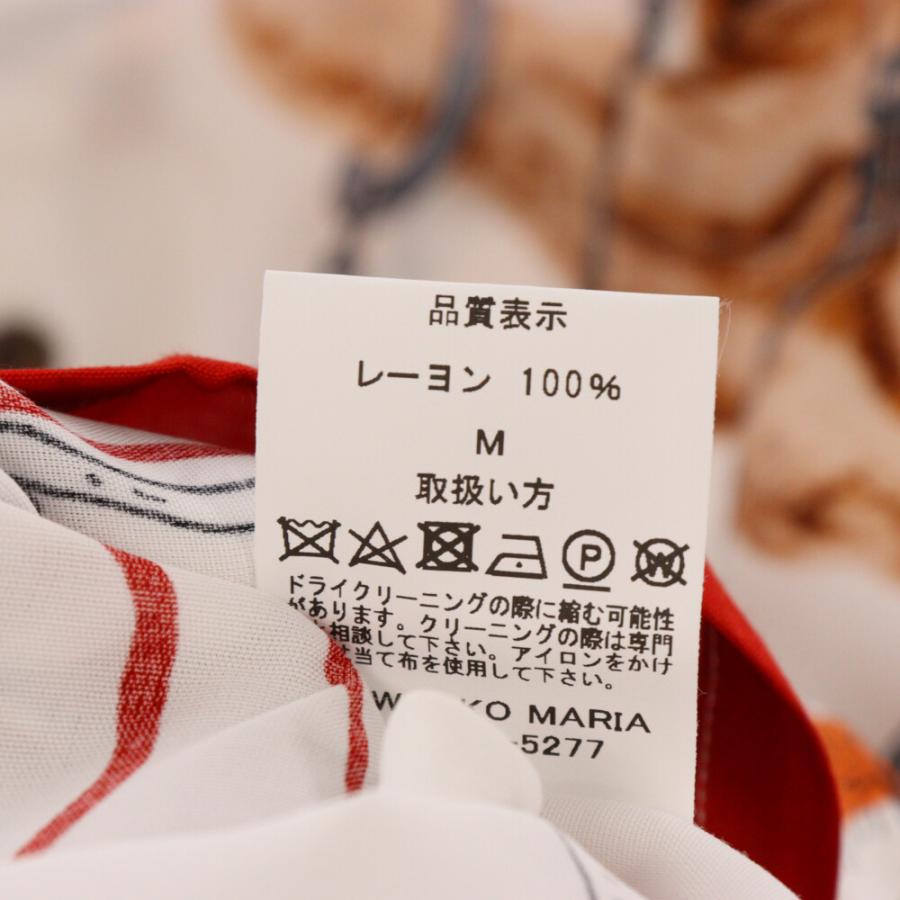 品質表示
レーヨン 100%
M
取扱い方
P W
ドライクリーニングの際に縮む可能性
があります。クリーニングの際は専門
相談して下さい。アイロンをかけ
当て布を使用して下さい。
MARIA
-5277